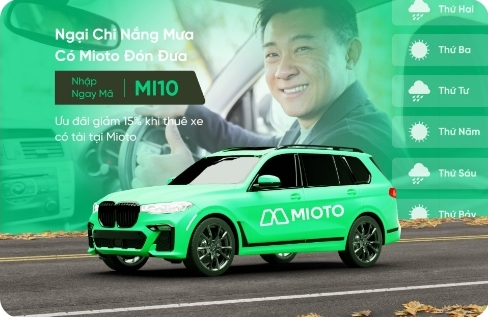 Ngại Chi Nắng Mưa
Có Mioto Đón Đưa
Nhập
Ngay Mã
MI10
Ưu đãi giảm 15% khi thuê xe
có tài tại Mioto
Thứ Hai
Thứ Ba
Thứ Tư
Thứ Năm
Thứ Sáu
Thứ Bảy
MIOTO